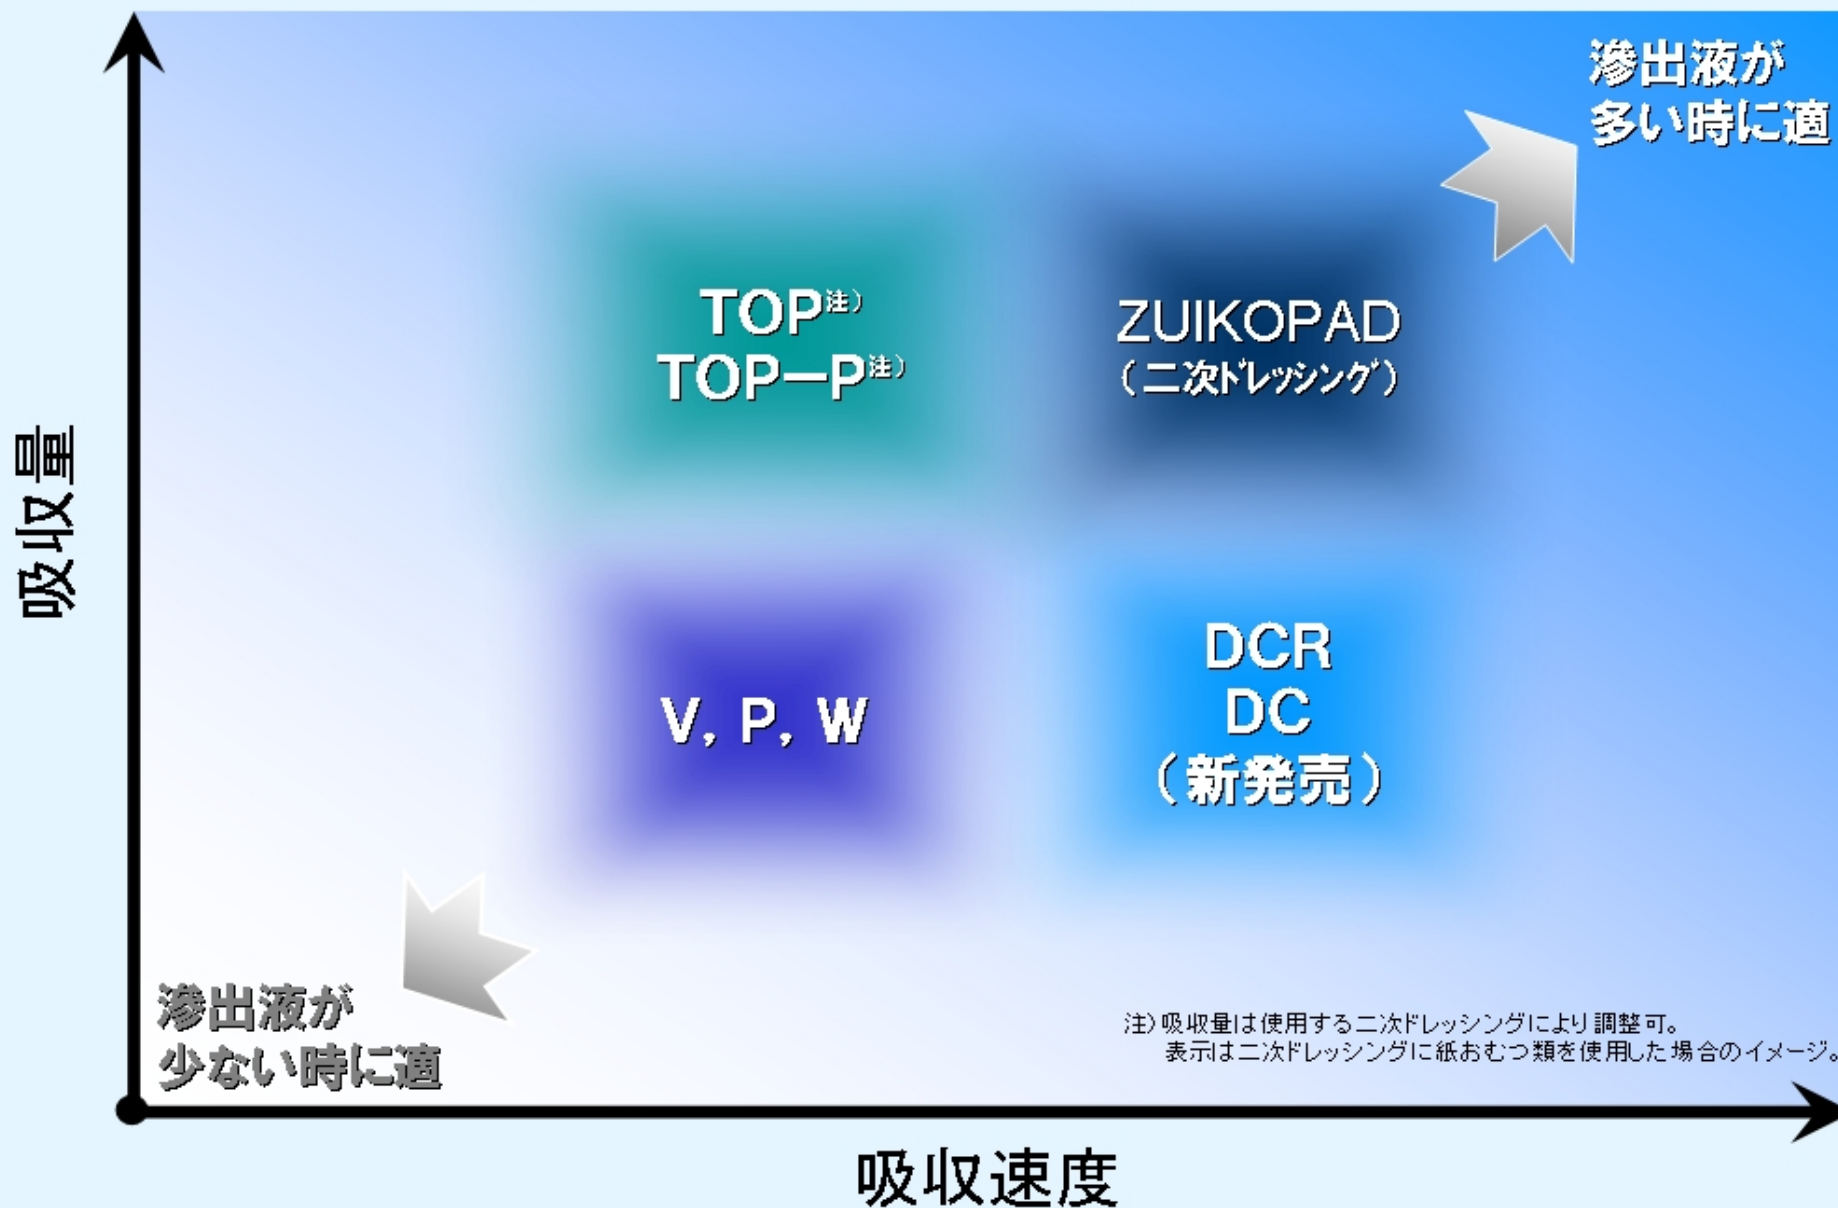 滲出液が
多い時に適
TOP注）
TOP－P注）
ZUIKOPAD
（二次ﾄﾞﾚｯｼﾝｸﾞ）
吸収量
V, P, W
DCR
DC
（新発売）
滲出液が
少ない時に適
注）吸収量は使用する二次ドレッシングにより調整可。
表示は二次ドレッシングに紙おむつ類を使用した場合のイメージ。
吸収速度